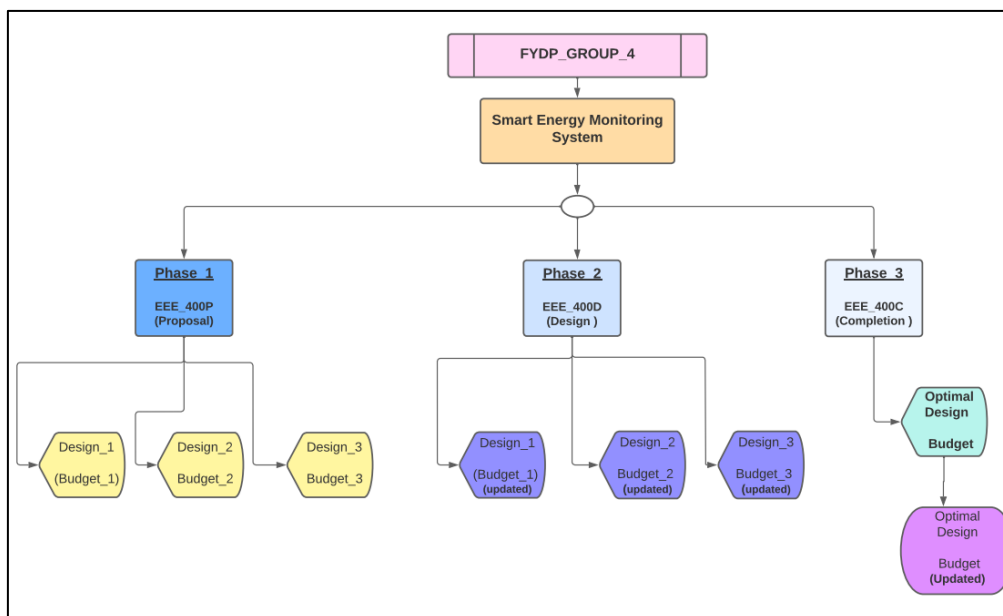 FYDP_GROUP_4
Smart Energy Monitoring
System
Phase_1
EEE_400P
(Proposal)
Phase_2
EEE_400D
(Design )
Phase_3
EEE_400C
(Completion )
Design_1
(Budget_1)
Design_2
Budget_2
Design_3
Budget_3
Design_1
(Budget_1)
(updated)
Design_2
Budget_2
(updated)
Design_3
Budget_3
(updated)
Optimal
Design
Budget
Optimal
Design
Budget
(Updated)